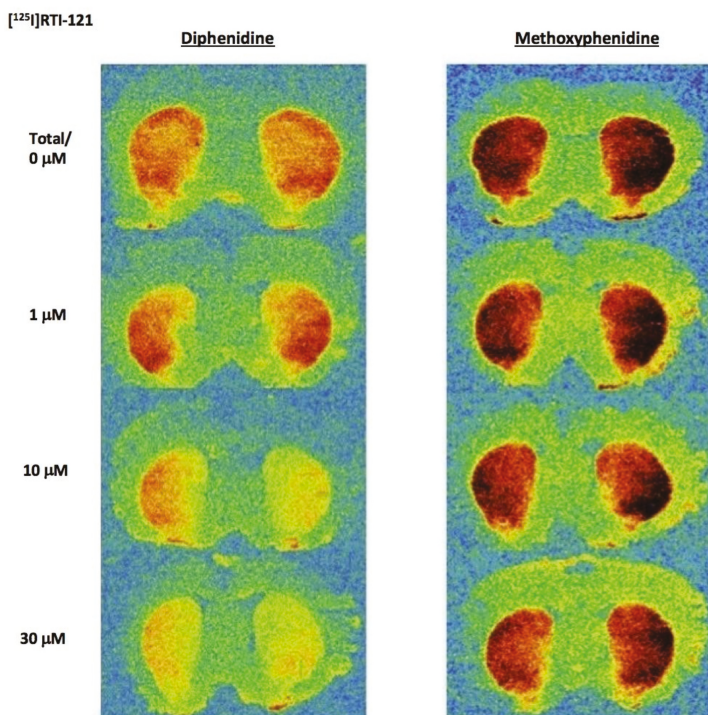 [¹²⁵I]RTI-121
Diphenidine
Methoxyphenidine
Total/
0 μM
1 μM
10 μM
30 μM